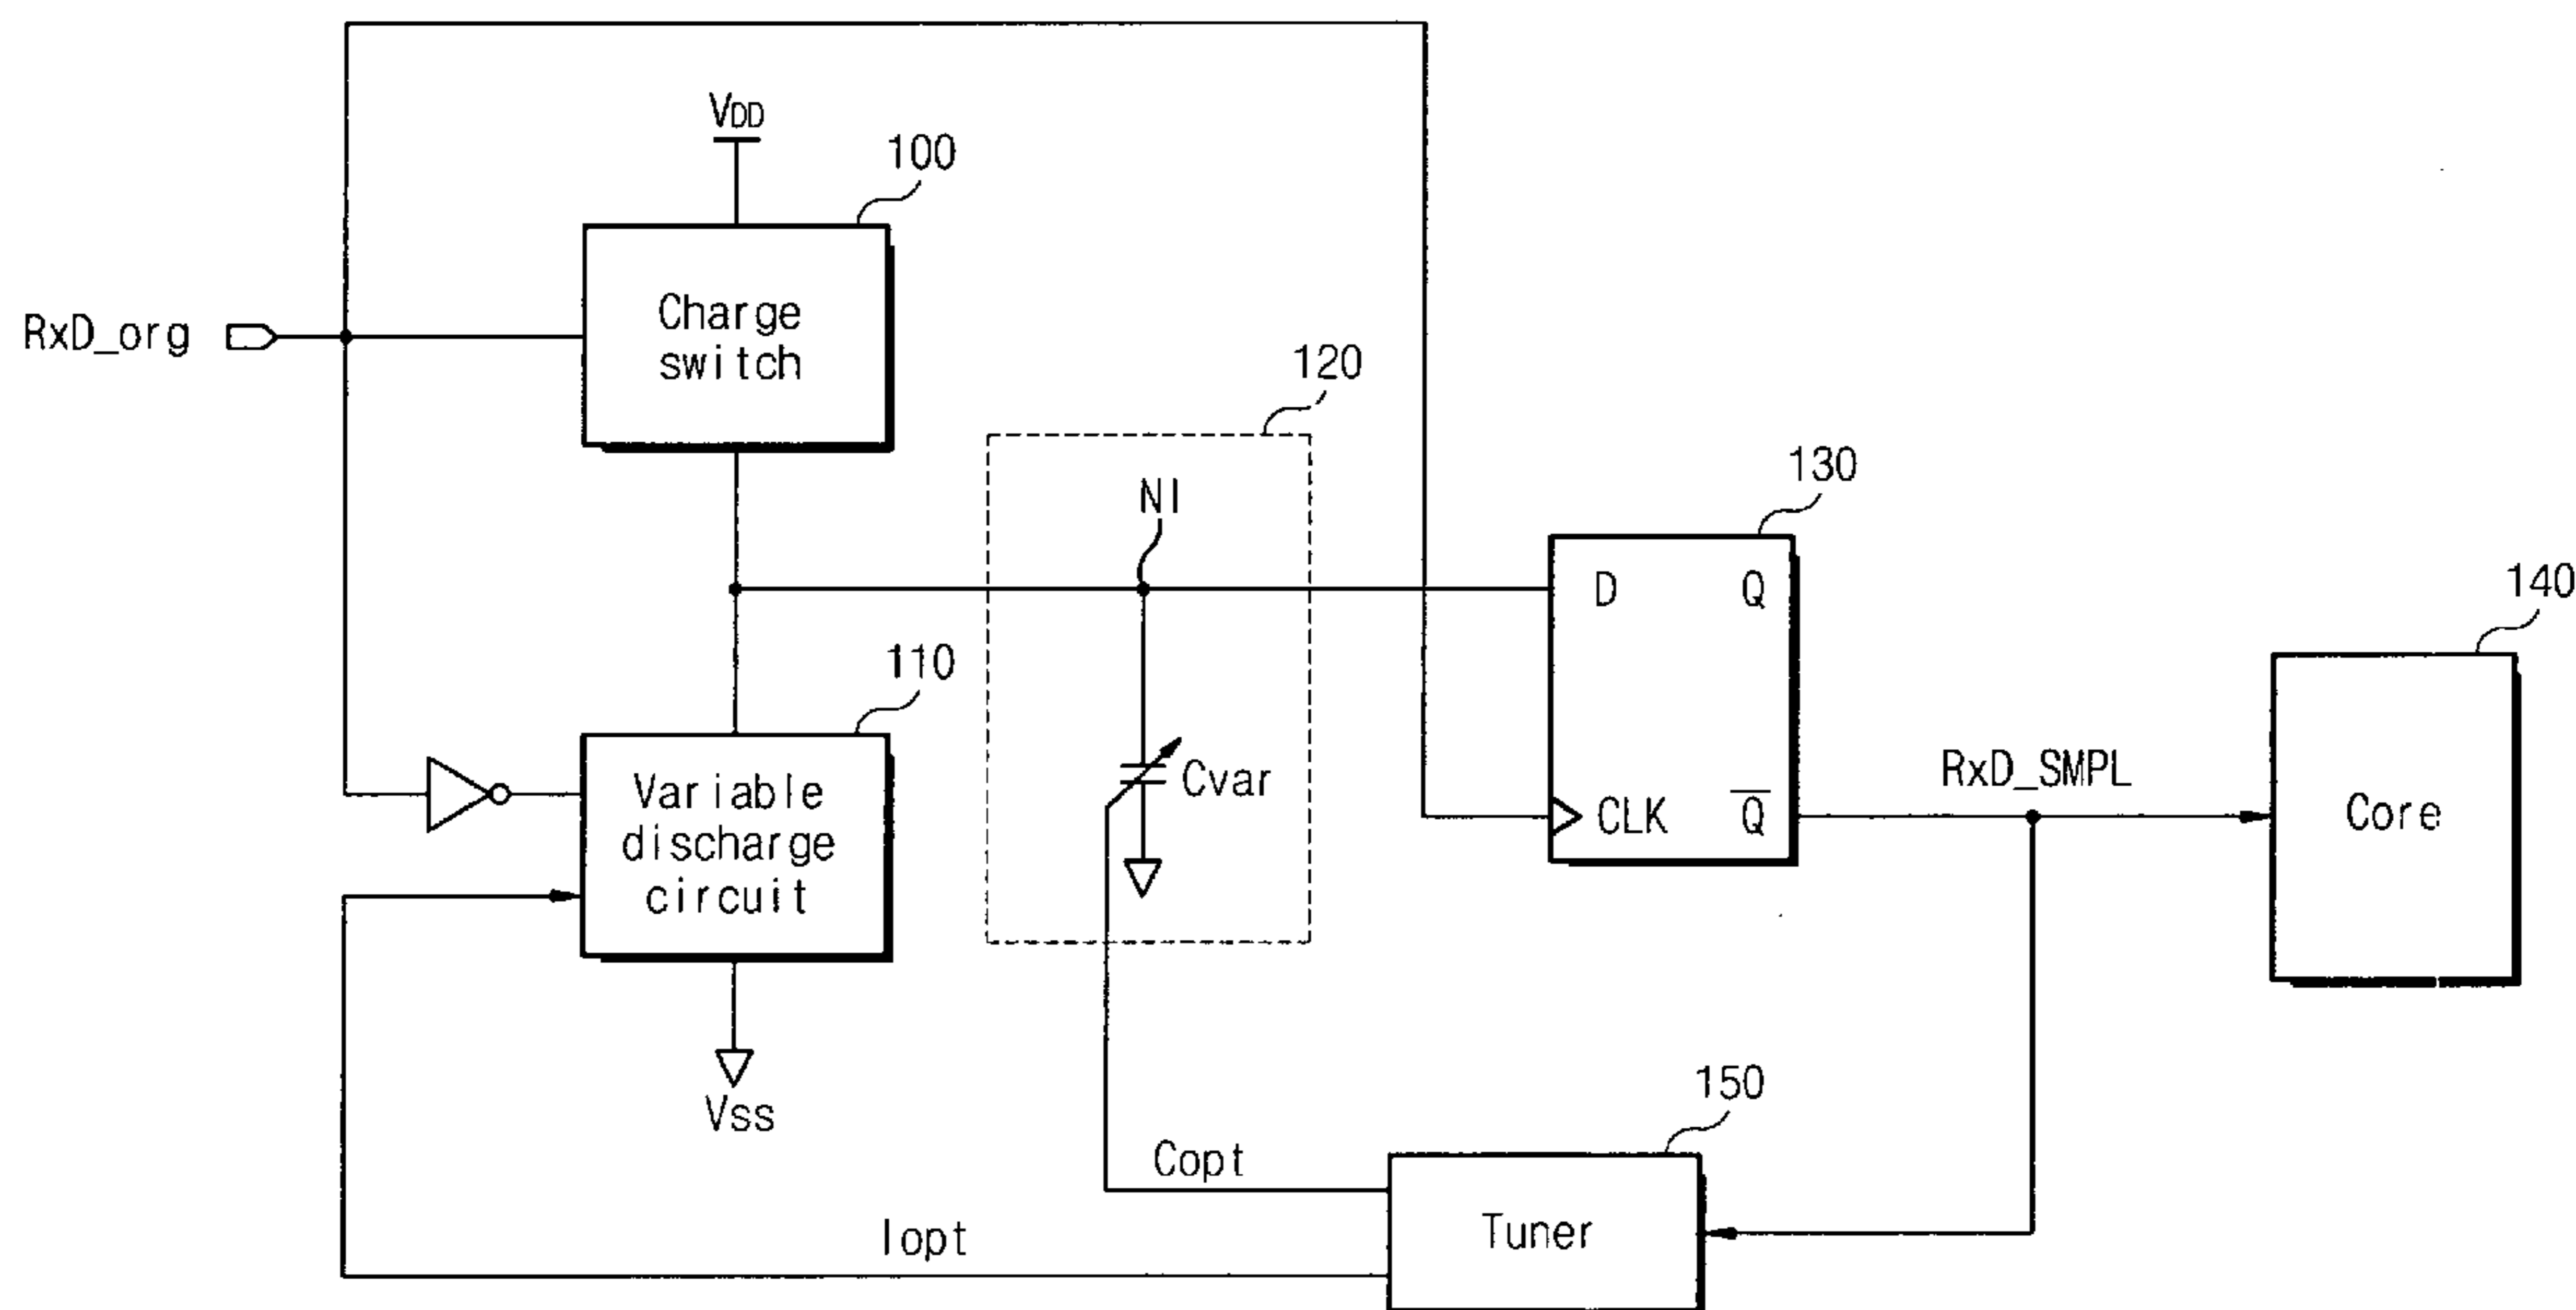 VDD
100
RxD_org
Charge
switch
120
NI
130
D
Q
140
110
Variable
discharge
circuit
Cvar
CLK
Q
RxD_SMPL
Core
Vss
150
Copt
Iopt
Tuner